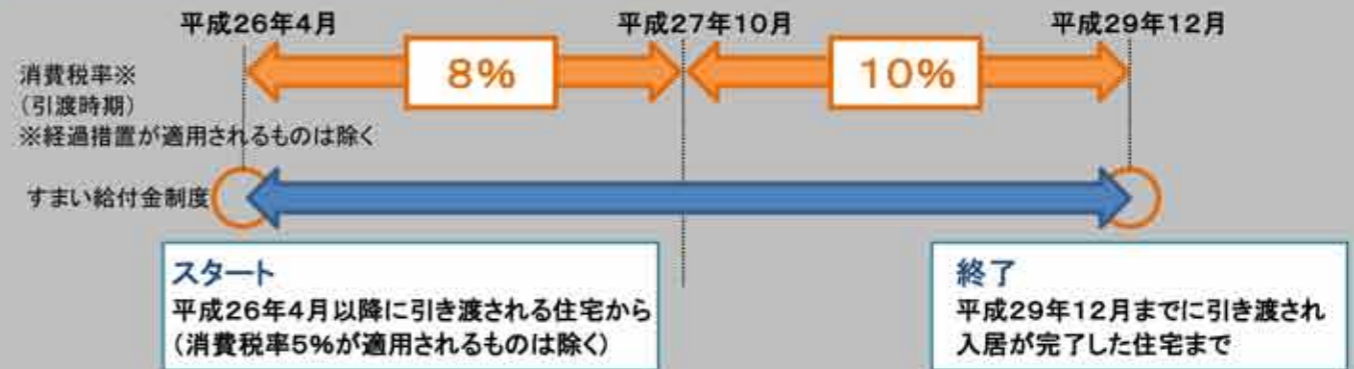 平成26年4月
平成27年10月
平成29年12月
消費税率※
(引渡時期)
※経過措置が適用されるものは除く
8%
10%
すまい給付金制度
スタート
平成26年4月以降に引き渡される住宅から
(消費税率5%が適用されるものは除く)
終了
平成29年12月までに引き渡され
入居が完了した住宅まで